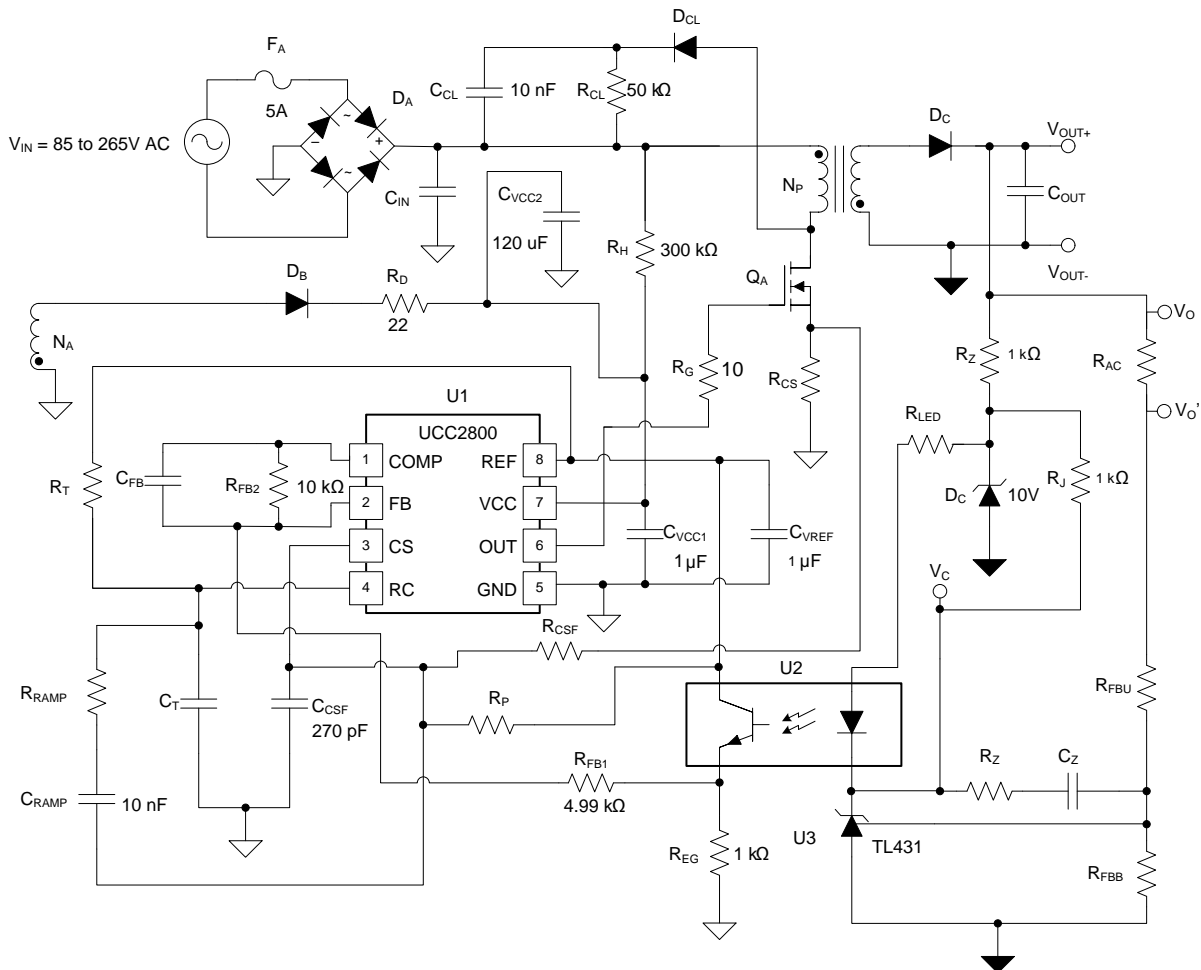 D_CL
F_A
5A
C_CL
10 nF
R_CL
50 kΩ
D_A
D_C
V_OUT+
V_IN = 85 to 265V AC
~
~
–
+
C_IN
C_VCC2
120 uF
N_P
C_OUT
R_H
300 kΩ
V_OUT-
D_B
R_D
22
Q_A
N_A
V_O
R_Z
1 kΩ
R_AC
R_G
10
R_CS
U1
UCC2800
R_LED
V_O'
C_FB
R_FB2
10 kΩ
1
COMP
REF
8
R_T
2
FB
VCC
7
D_C
10V
R_J
1 kΩ
3
CS
OUT
6
C_VCC1
1 µF
C_VREF
1 µF
4
RC
GND
5
V_C
R_CSF
U2
R_RAMP
C_T
C_CSF
270 pF
R_P
R_FBU
R_FB1
4.99 kΩ
R_Z
C_Z
C_RAMP
10 nF
U3
TL431
R_EG
1 kΩ
R_FBB